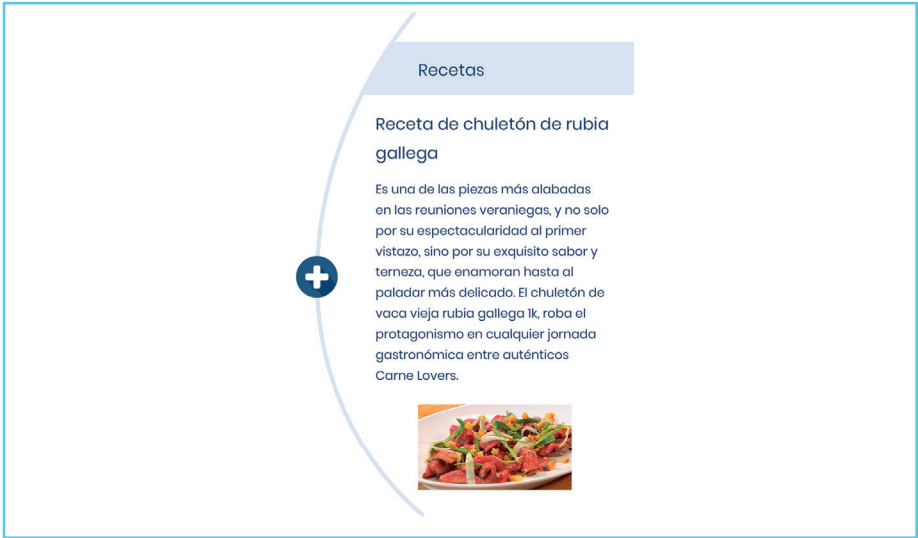 Recetas
Receta de chuletón de rubia
gallega
Es una de las piezas más alabadas
en las reuniones veraniegas, y no solo
por su espectacularidad al primer
vistazo, sino por su exquisito sabor y
terneza, que enamoran hasta al
paladar más delicado. El chuletón de
vaca vieja rubia gallega 1k, roba el
protagonismo en cualquier jornada
gastronómica entre auténticos
Carne Lovers.